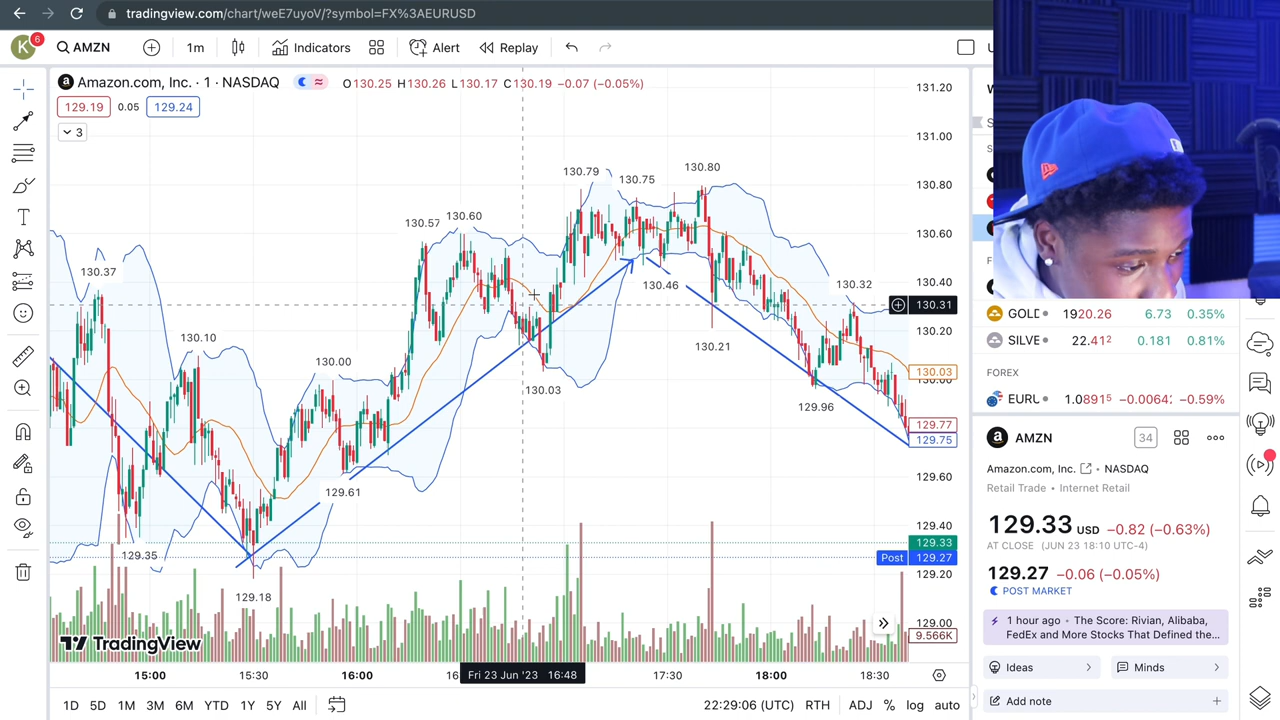 tradingview.com/chart/weE7uyoV/?symbol=FX%3AEURUSD
K 6 AMZN 1m Indicators Alert Replay
Amazon.com, Inc. · 1 · NASDAQ O130.25 H130.26 L130.17 C130.19 -0.07 (-0.05%)
129.19 0.05 129.24
3
131.20
131.00
130.80
130.60
130.40
130.31
130.20
130.03
130.00
129.77
129.75
129.60
129.40
129.33
Post 129.27
129.20
129.00
9.566K
130.37
130.10
129.35
129.18
130.00
129.61
130.57
130.60
130.03
130.79
130.75
130.46
130.80
130.21
129.96
130.32
TradingView
15:00 15:30 16:00 Fri 23 Jun '23 16:48 17:30 18:00 18:30
1D 5D 1M 3M 6M YTD 1Y 5Y All 22:29:06 (UTC) RTH ADJ % log auto
GOLD 1920.26 6.73 0.35%
SILVE 22.412 0.181 0.81%
FOREX
EURU 1.08915 -0.0064 -0.59%
AMZN 34
Amazon.com, Inc. • NASDAQ
Retail Trade • Internet Retail
129.33 USD -0.82 (-0.63%)
AT CLOSE (JUN 23 18:10 UTC-4)
129.27 -0.06 (-0.05%)
POST MARKET
1 hour ago • The Score: Rivian, Alibaba,
FedEx and More Stocks That Defined the...
Ideas Minds
Add note